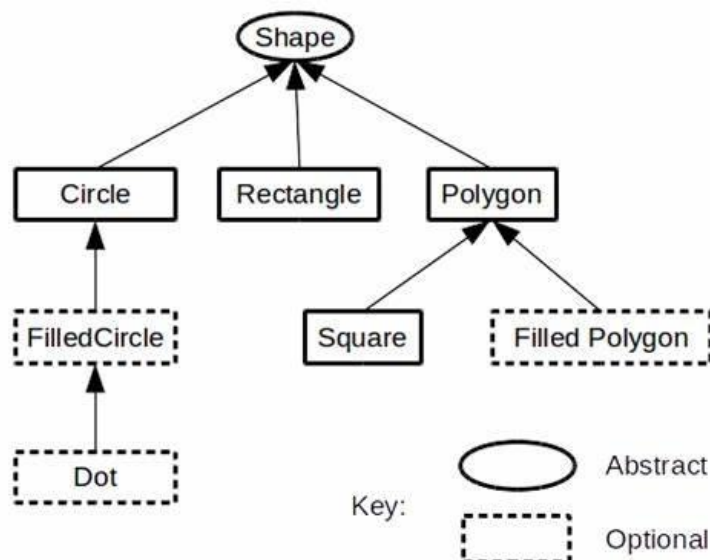 Shape
Circle
Rectangle
Polygon
FilledCircle
Square
Filled Polygon
Dot
Abstract
Key:
Optional